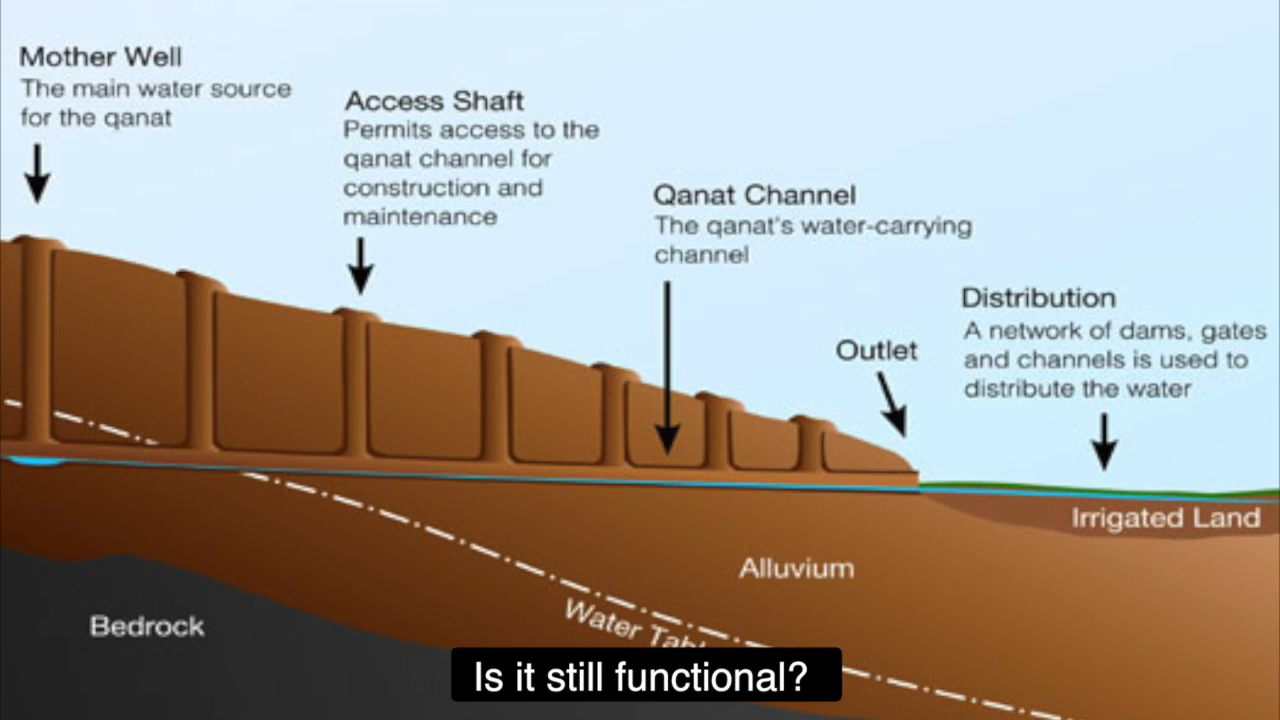 Mother Well
The main water source
for the qanat
Access Shaft
Permits access to the
qanat channel for
construction and
maintenance
Qanat Channel
The qanat's water-carrying
channel
Outlet
Distribution
A network of dams, gates
and channels is used to
distribute the water
Irrigated Land
Alluvium
Bedrock
Water
Is it still functional?